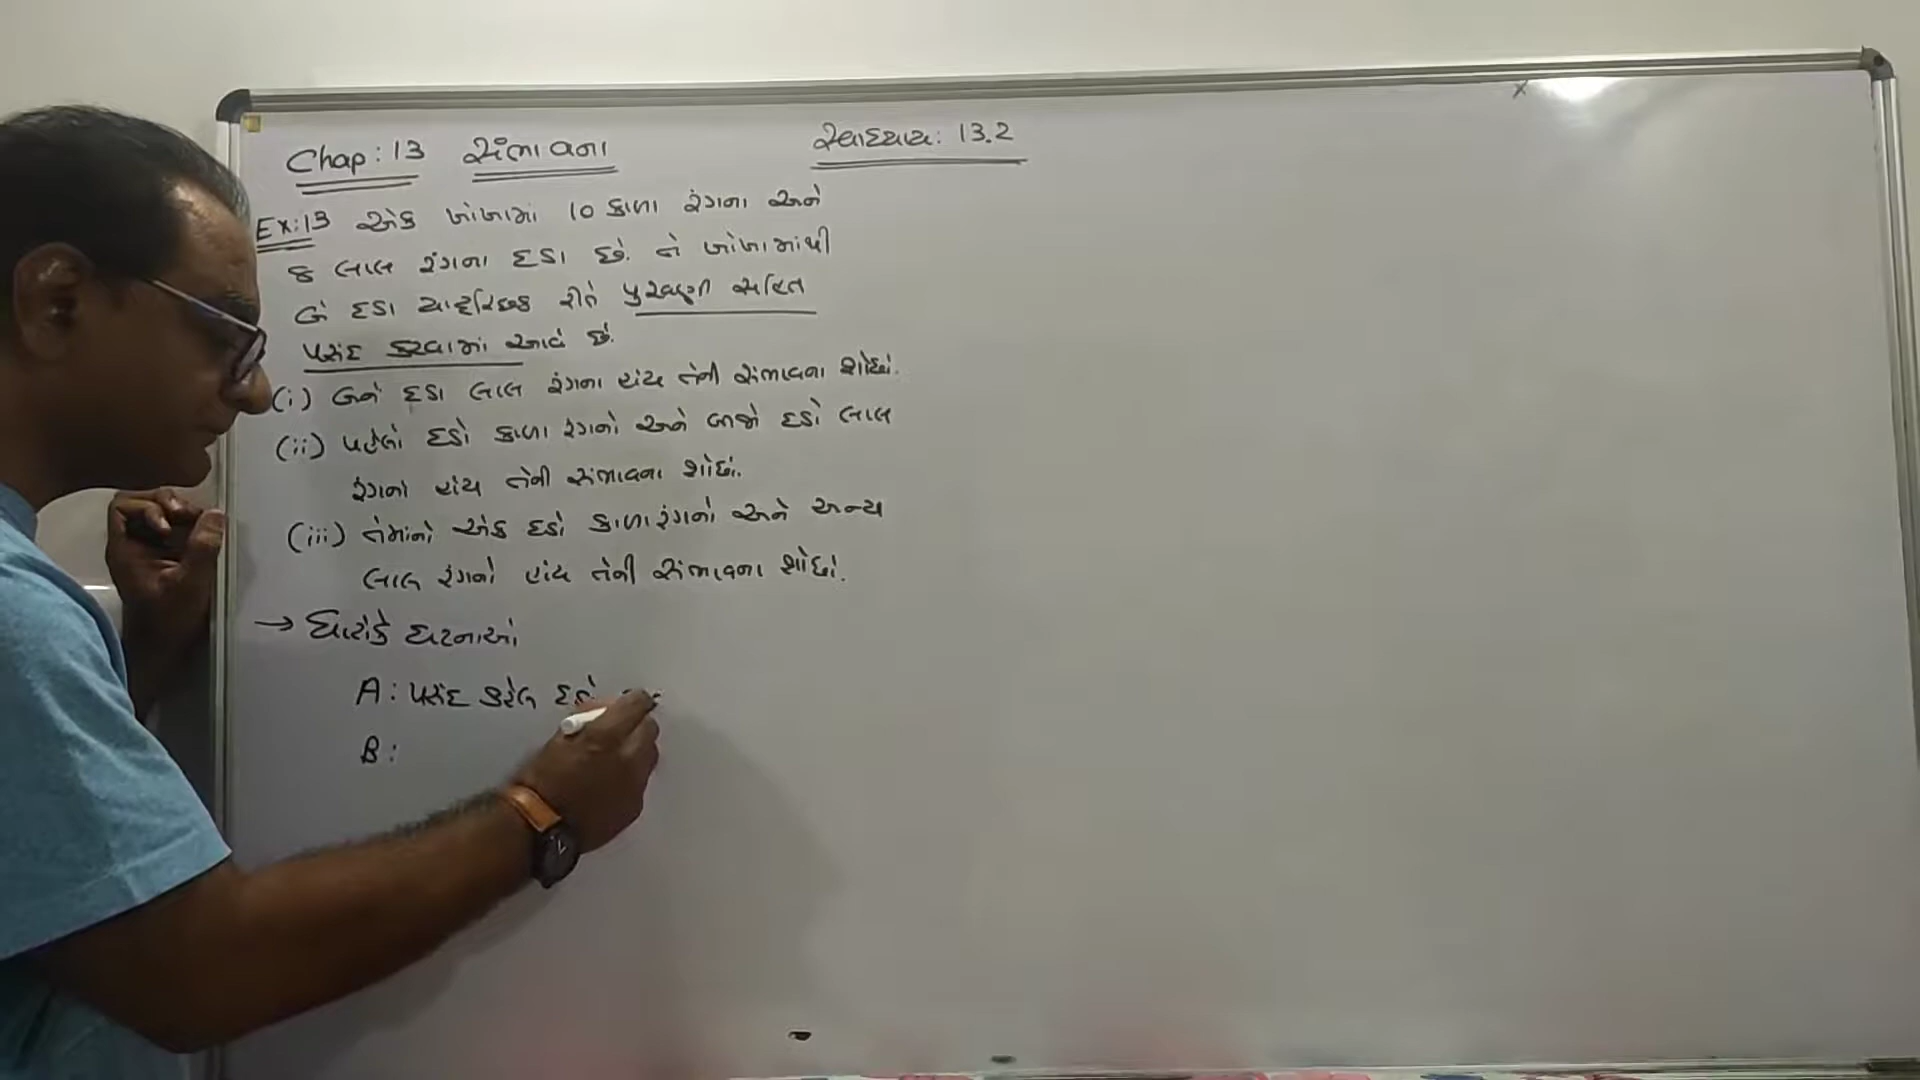 Chap: 13 સંભાવના
સ્વાધ્યાય: 13.2
Ex:13 એક ખોખામાં 10 કાળા રંગના અને
8 લાલ રંગના દડા છે. તે ખોખામાંથી
બે દડા યાદૃચ્છિક રીતે પુરવણી સહિત
પસંદ કરવામાં આવે છે.
(i) બંને દડા લાલ રંગના હોય તેની સંભાવના શોધો.
(ii) પહેલો દડો કાળા રંગનો અને બીજો દડો લાલ
રંગનો હોય તેની સંભાવના શોધો.
(iii) તેમાંનો એક દડો કાળા રંગનો અને અન્ય
લાલ રંગનો હોય તેની સંભાવના શોધો.
→ ધારોકે ઘટનાઓ
A: પસંદ કરેલ દડો
B: